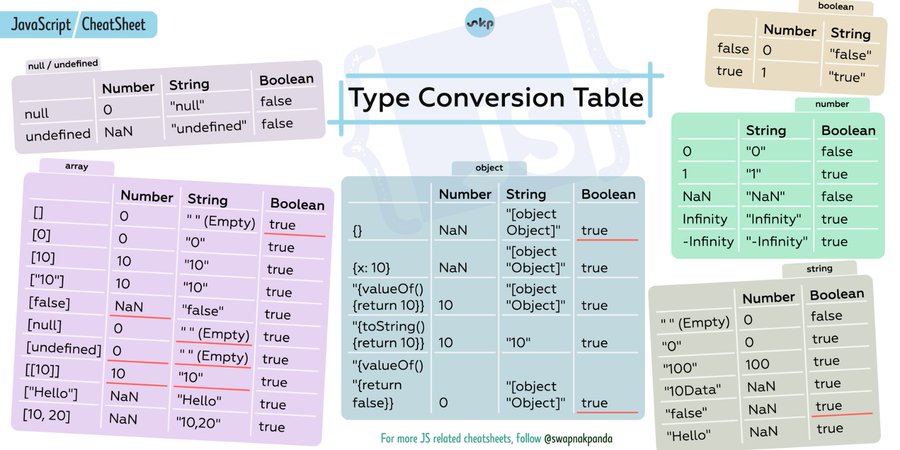 JavaScript CheatSheet
skp
null / undefined
Number String Boolean
null 0 "null" false
undefined NaN "undefined" false
Type Conversion Table
boolean
Number String
false 0 "false"
true 1 "true"
number
String Boolean
0 "0" false
1 "1" true
NaN "NaN" false
Infinity "Infinity" true
-Infinity "-Infinity" true
array
Number String Boolean
[] 0 " " (Empty) true
[0] 0 "0" true
[10] 10 "10" true
["10"] 10 "10" true
[false] NaN "false" true
[null] 0 " " (Empty) true
[undefined] 0 " " (Empty) true
[[10]] 10 "10" true
["Hello"] NaN "Hello" true
[10, 20] NaN "10,20" true
object
Number String Boolean
"[object
{} NaN Object]" true
"[object
{x: 10} NaN "Object]" true
"{valueOf() "[object
{return 10}} 10 "Object]" true
"{toString()
{return 10}} 10 "10" true
"{valueOf()
"{return "[object
false}} 0 "Object]" true
string
Number Boolean
" " (Empty) 0 false
"0" 0 true
"100" 100 true
"10Data" NaN true
"false" NaN true
"Hello" NaN true
For more JS related cheatsheets, follow @swapnakpanda